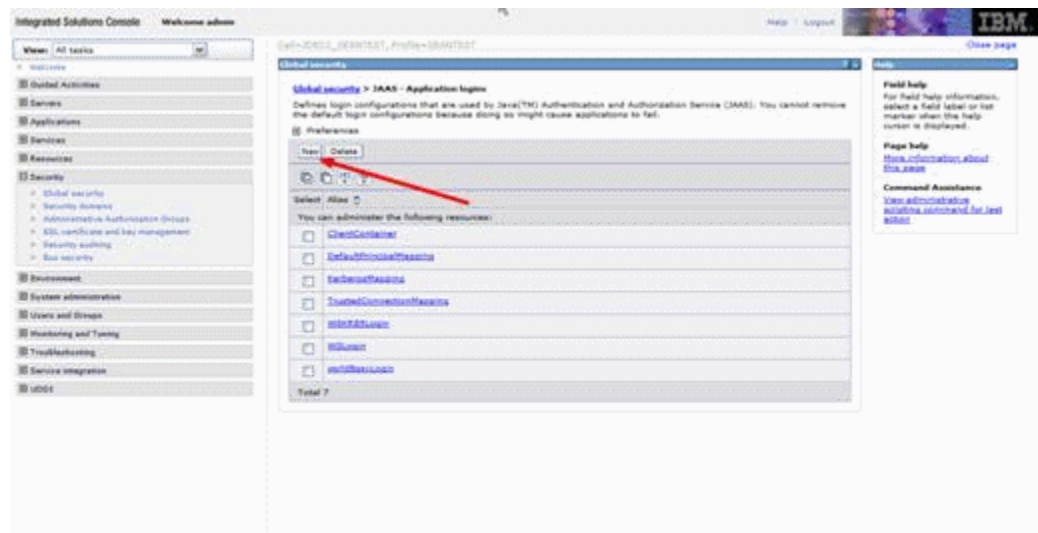 Integrated Solutions Console Welcome admin
Help | Logout
IBM.
View: All tasks
Close page
Welcome
Guided Activities
Servers
Applications
Services
Resources
Security
Global security
Security domains
Administrative Authorization Groups
SSL certificate and key management
Security auditing
Bus security
Environment
System administration
Users and Groups
Monitoring and Tuning
Troubleshooting
Service integration
UDDI
Global security
Global security > JAAS - Application logins
Defines login configurations that are used by Java(TM) Authentication and Authorization Service (JAAS). You cannot remove
the default login configurations because doing so might cause applications to fail.
Preferences
New Delete
Select Alias
You can administer the following resources:
ClientContainer
DefaultPrincipalMapping
KerberosMapping
TrustedConnectionMapping
WSKRB5Login
WSLogin
Total 7
Help
Field help
For field help information,
select a field label or list
marker when the help
cursor is displayed.
Page help
More information about
this page
Command Assistance
View administrative
scripting command for last
action